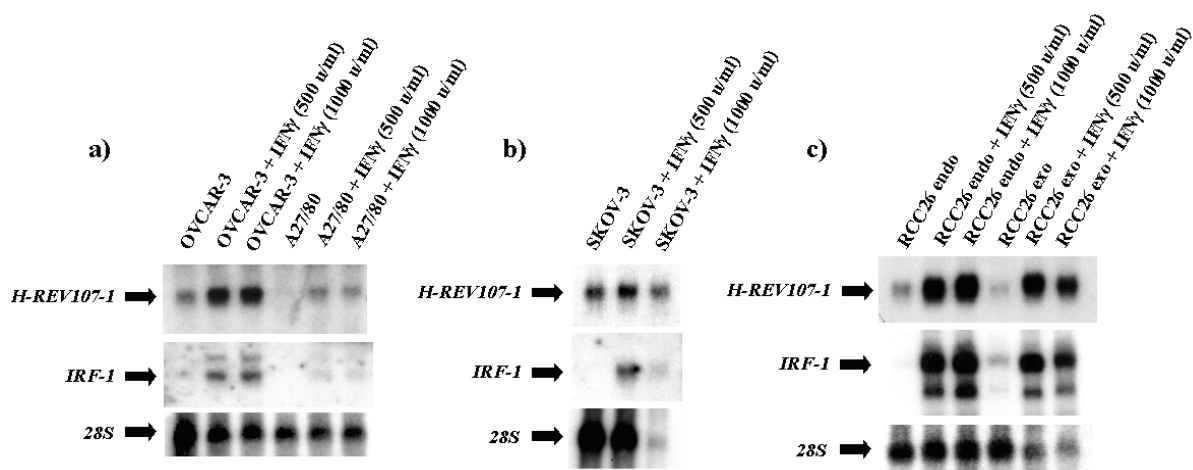 a)
OVCAR-3
OVCAR-3 + IFNγ (500 u/ml)
OVCAR-3 + IFNγ (1000 u/ml)
A27/80
A27/80 + IFNγ (500 u/ml)
A27/80 + IFNγ (1000 u/ml)
H-REV107-1
IRF-1
28S
b)
SKOV-3
SKOV-3 + IFNγ (500 u/ml)
SKOV-3 + IFNγ (1000 u/ml)
H-REV107-1
IRF-1
28S
c)
RCC26 endo
RCC26 endo + IFNγ (500 u/ml)
RCC26 endo + IFNγ (1000 u/ml)
RCC26 exo
RCC26 exo + IFNγ (500 u/ml)
RCC26 exo + IFNγ (1000 u/ml)
H-REV107-1
IRF-1
28S